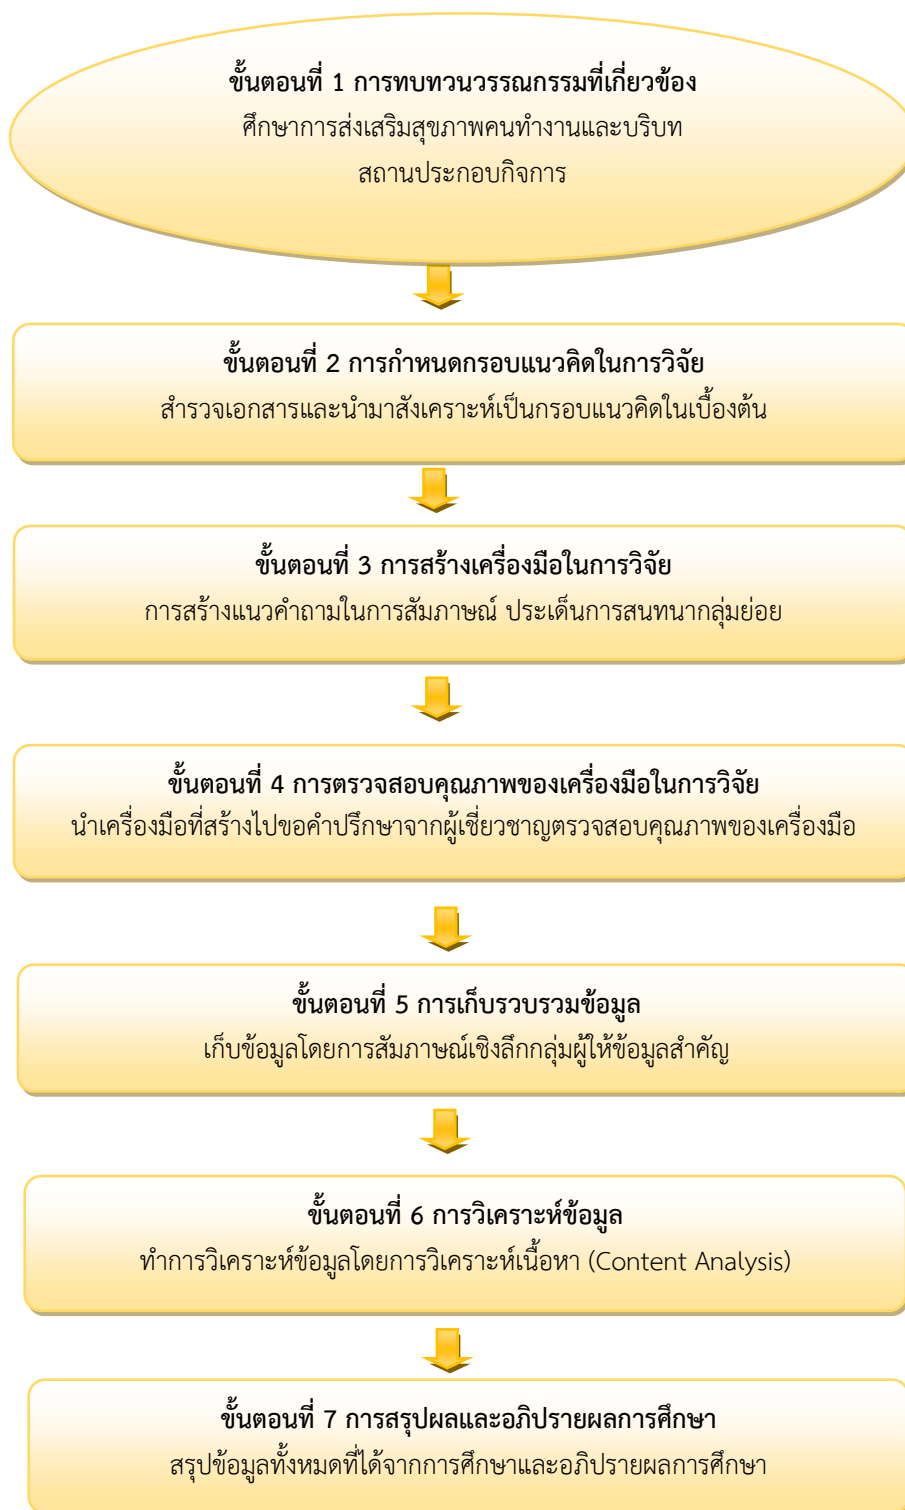 ขั้นตอนที่ 1 การทบทวนวรรณกรรมที่เกี่ยวข้อง
ศึกษาการส่งเสริมสุขภาพคนทำงานและบริบท
สถานประกอบกิจการ
ขั้นตอนที่ 2 การกำหนดกรอบแนวคิดในการวิจัย
สำรวจเอกสารและนำมาสังเคราะห์เป็นกรอบแนวคิดในเบื้องต้น
ขั้นตอนที่ 3 การสร้างเครื่องมือในการวิจัย
การสร้างแนวคำถามในการสัมภาษณ์ ประเด็นการสนทนากลุ่มย่อย
ขั้นตอนที่ 4 การตรวจสอบคุณภาพของเครื่องมือในการวิจัย
นำเครื่องมือที่สร้างไปขอคำปรึกษาจากผู้เชี่ยวชาญตรวจสอบคุณภาพของเครื่องมือ
ขั้นตอนที่ 5 การเก็บรวบรวมข้อมูล
เก็บข้อมูลโดยการสัมภาษณ์เชิงลึกกลุ่มผู้ให้ข้อมูลสำคัญ
ขั้นตอนที่ 6 การวิเคราะห์ข้อมูล
ทำการวิเคราะห์ข้อมูลโดยการวิเคราะห์เนื้อหา (Content Analysis)
ขั้นตอนที่ 7 การสรุปผลและอภิปรายผลการศึกษา
สรุปข้อมูลทั้งหมดที่ได้จากการศึกษาและอภิปรายผลการศึกษา